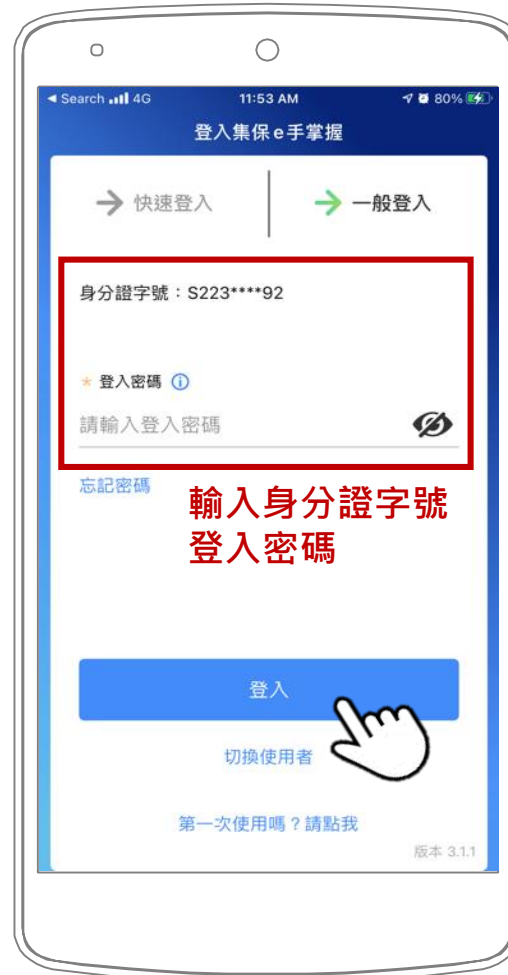 ◄ Search 4G 11:53 AM 80%
登入集保e手掌握
→ 快速登入 → 一般登入
身分證字號：S223****92
* 登入密碼 ⓘ
請輸入登入密碼
忘記密碼
輸入身分證字號
登入密碼
登入
切換使用者
第一次使用嗎？請點我
版本 3.1.1